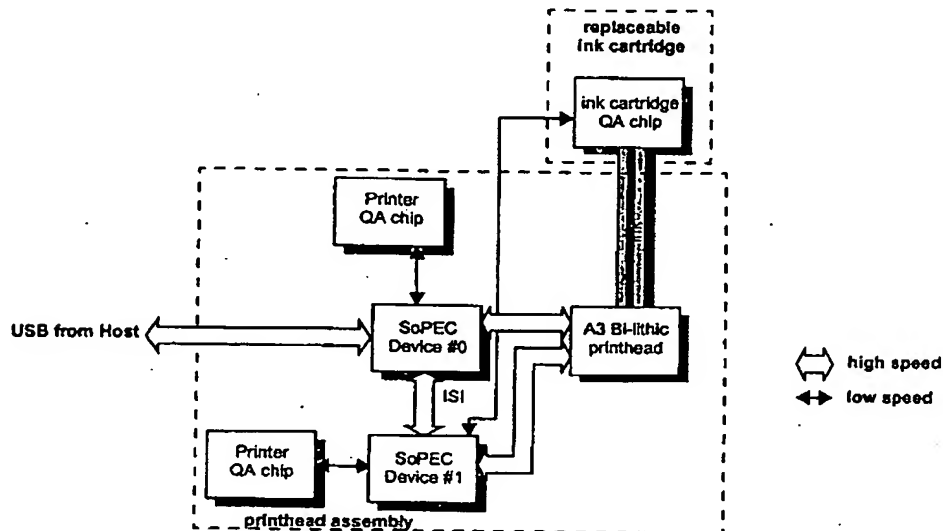 replaceable
ink cartridge
ink cartridge
QA chip
Printer
QA chip
USB from Host
SoPEC
Device #0
A3 Bi-lithic
printhead
high speed
low speed
ISI
Printer
QA chip
SoPEC
Device #1
printhead assembly